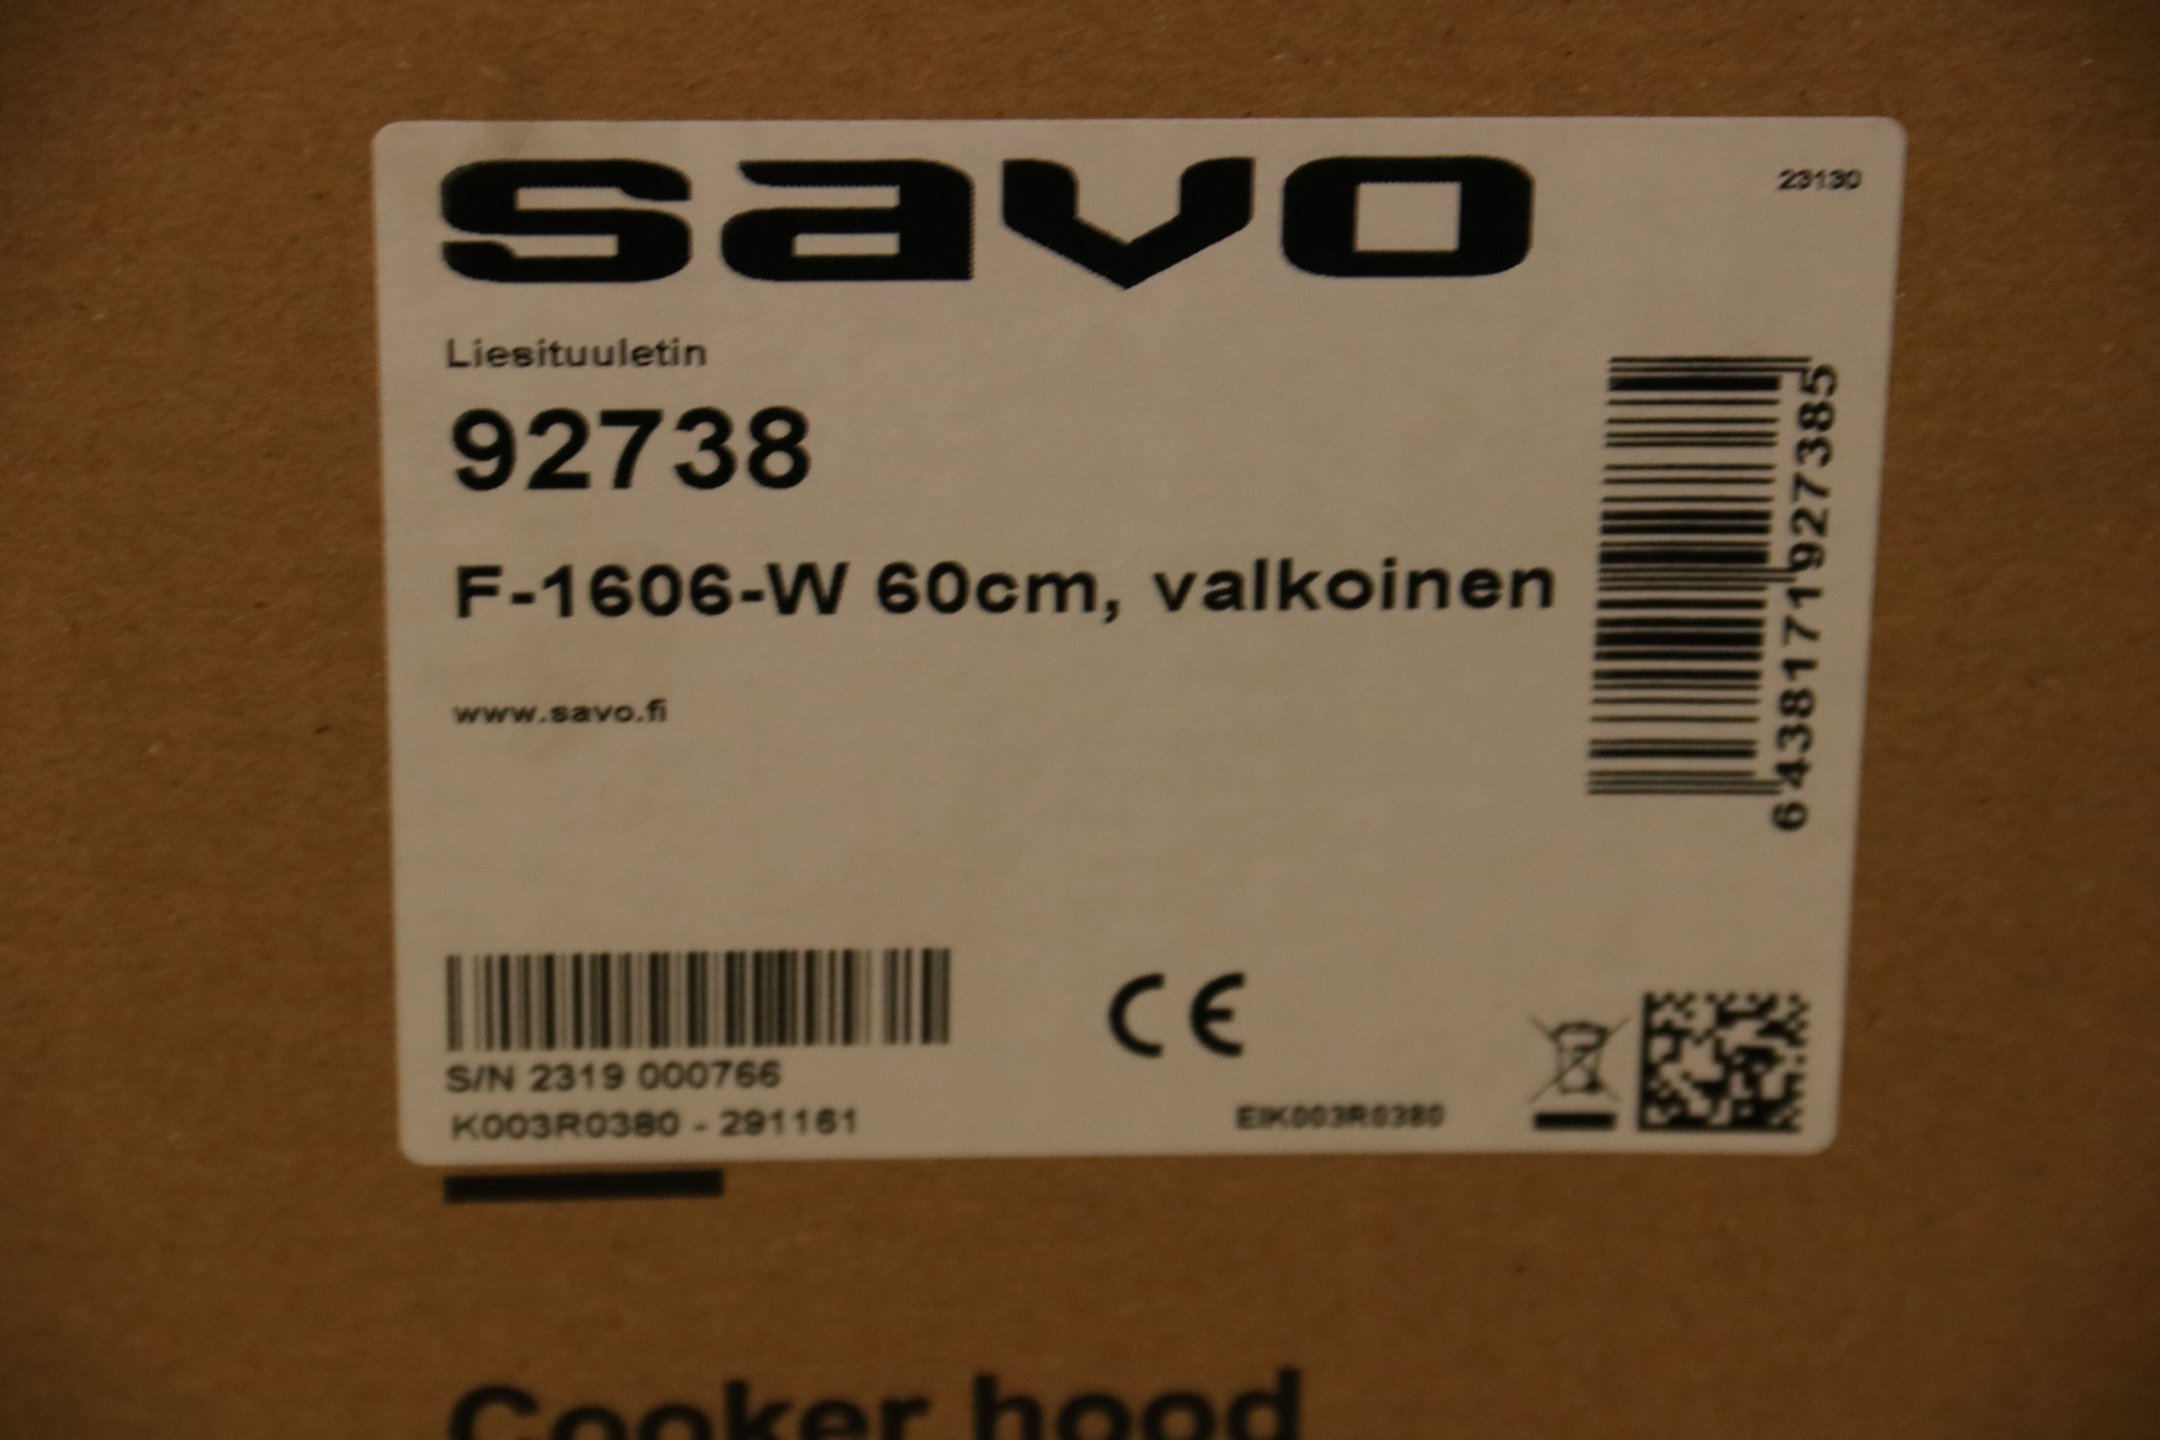 savo
23130
Liesituuletin
92738
F-1606-W 60cm, valkoinen
www.savo.fi
6438171927385
S/N 2319 000766
K003R0380 - 291161
EIK003R0380
Cooker hood